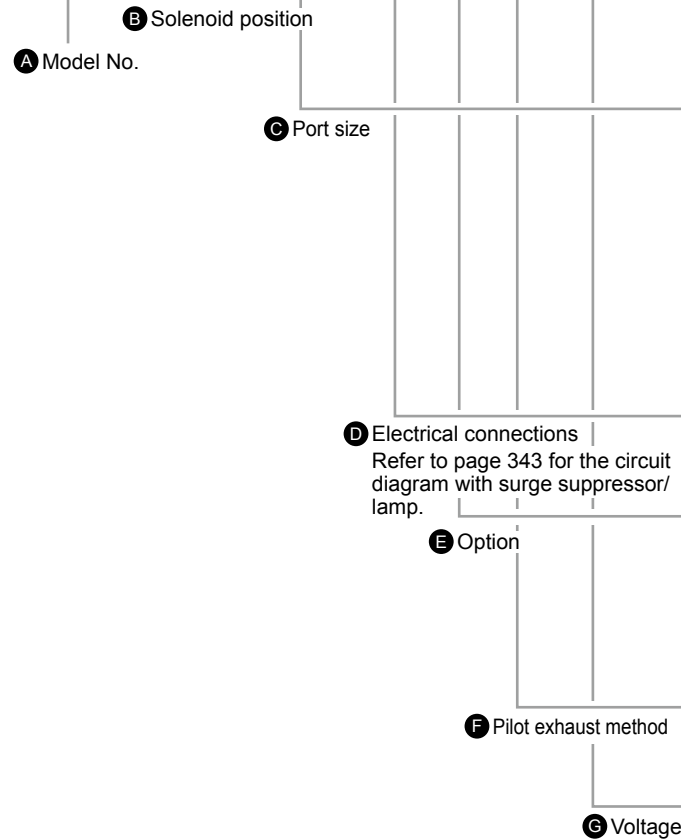 B Solenoid position
A Model No.
C Port size
D Electrical connections
Refer to page 343 for the circuit
diagram with surge suppressor/
lamp.
E Option
F Pilot exhaust method
G Voltage